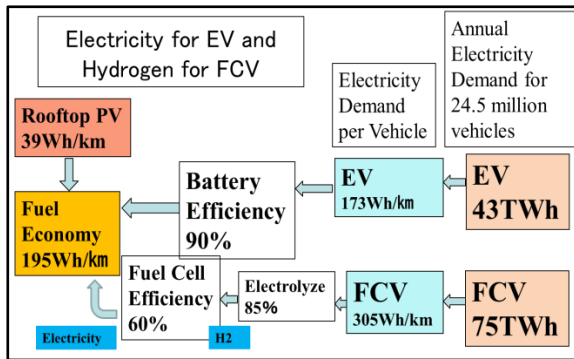 Electricity for EV and
Hydrogen for FCV
Electricity
Demand
per Vehicle
Annual
Electricity
Demand for
24.5 million
vehicles
Rooftop PV
39Wh/km
Fuel
Economy
195Wh/㎞
Battery
Efficiency
90%
EV
173Wh/㎞
EV
43TWh
Fuel Cell
Efficiency
60%
Electrolyze
85%
FCV
305Wh/km
FCV
75TWh
Electricity
H2